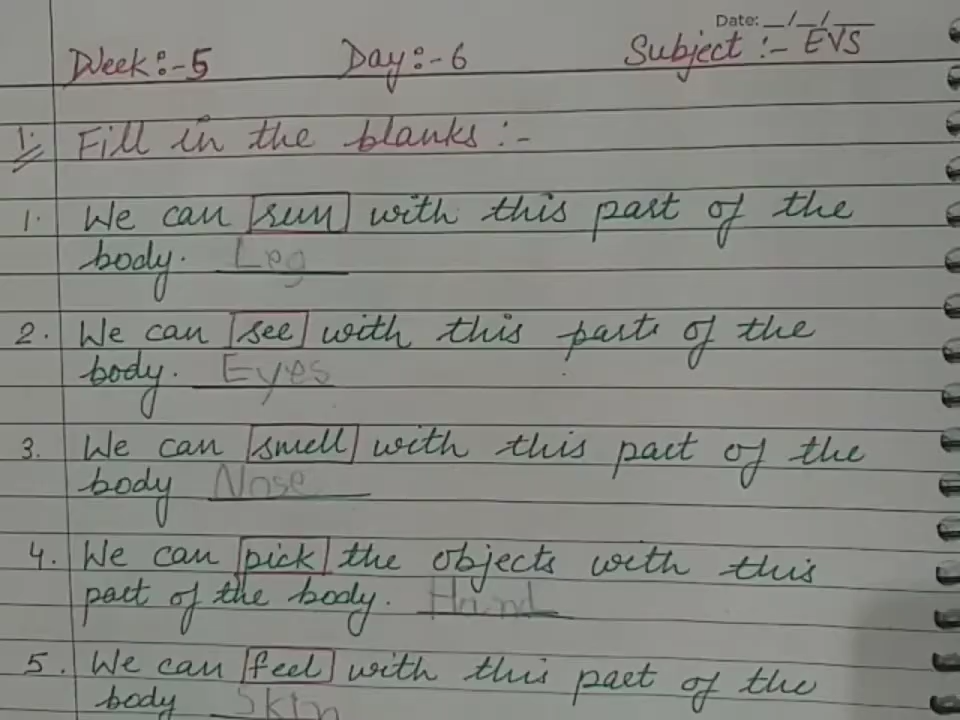 Date: __/__/____
Week:-5 Day:-6 Subject:- EVS
1. Fill in the blanks:-
1. We can run with this part of the
body. Leg
2. We can see with this part of the
body. Eyes
3. We can smell with this part of the
body Nose
4. We can pick the objects with this
part of the body. Hand
5. We can feel with this part of the
body Skin